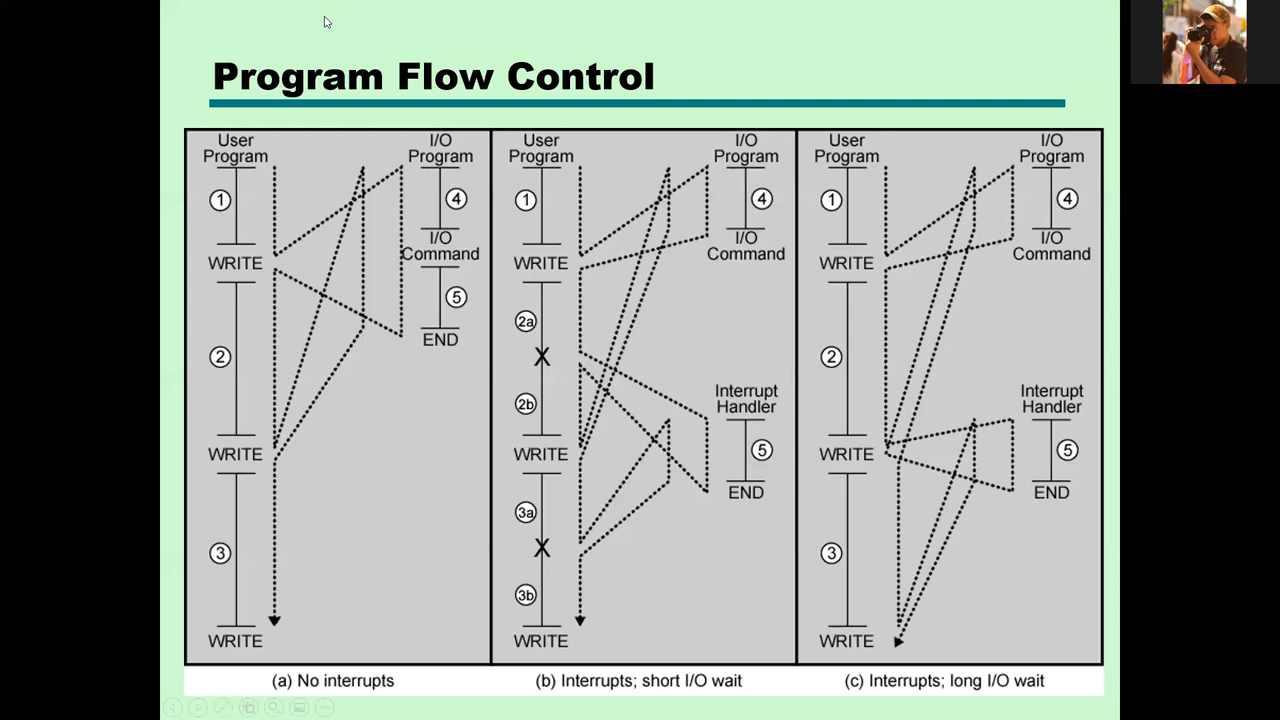 Program Flow Control
User
Program
I/O
Program
1
4
I/O
Command
WRITE
5
END
2
WRITE
3
WRITE
(a) No interrupts
User
Program
I/O
Program
1
4
I/O
Command
WRITE
2a
X
2b
Interrupt
Handler
5
END
WRITE
3a
X
3b
WRITE
(b) Interrupts; short I/O wait
User
Program
I/O
Program
1
4
I/O
Command
WRITE
2
Interrupt
Handler
5
END
WRITE
3
WRITE
(c) Interrupts; long I/O wait